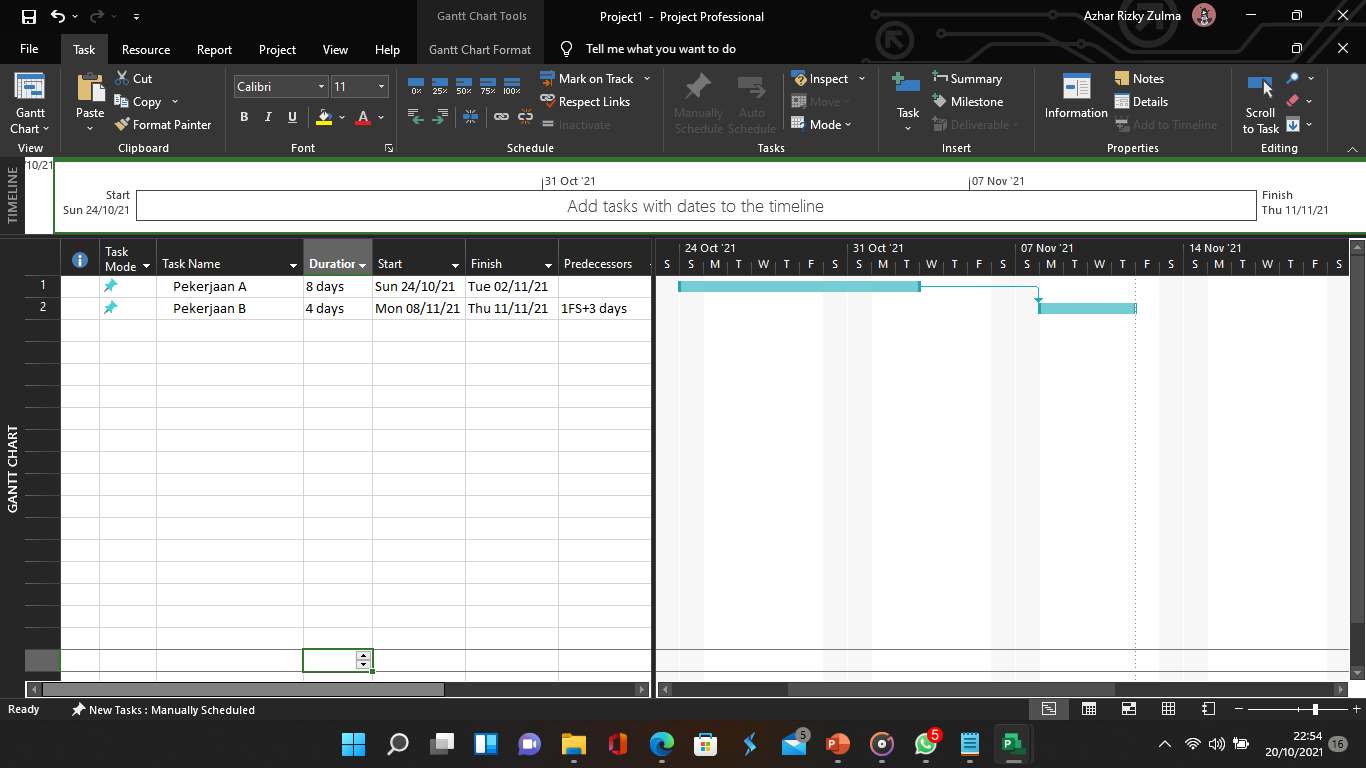 Gantt Chart Tools
Project1 - Project Professional
Azhar Rizky Zulma
File
Task
Resource
Report
Project
View
Help
Gantt Chart Format
Tell me what you want to do
Gantt
Chart
View
Paste
Cut
Copy
Format Painter
Clipboard
Calibri
11
B I U
A
Font
0% 25% 50% 75% 100%
Mark on Track
Respect Links
Inactivate
Schedule
Manually
Schedule
Auto
Schedule
Inspect
Move
Mode
Tasks
Task
Summary
Milestone
Deliverable
Insert
Information
Notes
Details
Add to Timeline
Properties
Scroll
to Task
Editing
TIMELINE
/10/21
Start
Sun 24/10/21
31 Oct '21
07 Nov '21
Add tasks with dates to the timeline
Finish
Thu 11/11/21
GANTT CHART
Task
Mode
Task Name
Duration
Start
Finish
Predecessors
24 Oct '21
31 Oct '21
07 Nov '21
14 Nov '21
S S M T W T F S S M T W T F S S M T W T F S S M T W T F S
1 Pekerjaan A 8 days Sun 24/10/21 Tue 02/11/21
2 Pekerjaan B 4 days Mon 08/11/21 Thu 11/11/21 1FS+3 days
Ready
New Tasks : Manually Scheduled
5
5
22:54
20/10/2021
16